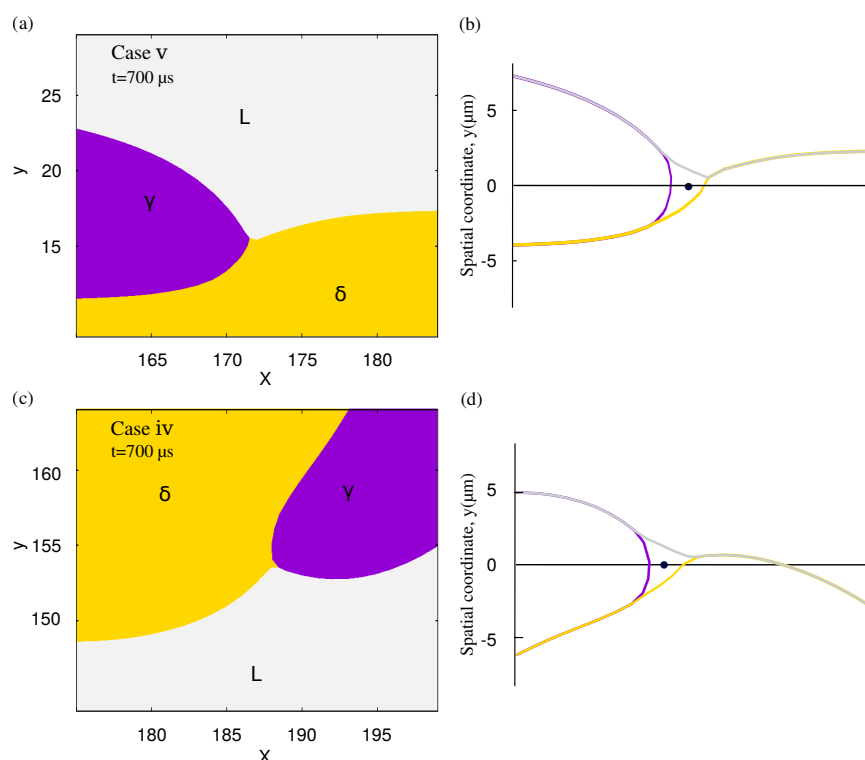 (a)
Case v
t=700 μs
L
γ
δ
25
20
15
y
165
170
175
180
X
(b)
Spatial coordinate, y(μm)
5
0
-5
(c)
Case iv
t=700 μs
δ
γ
L
160
155
150
y
180
185
190
195
X
(d)
Spatial coordinate, y(μm)
5
0
-5